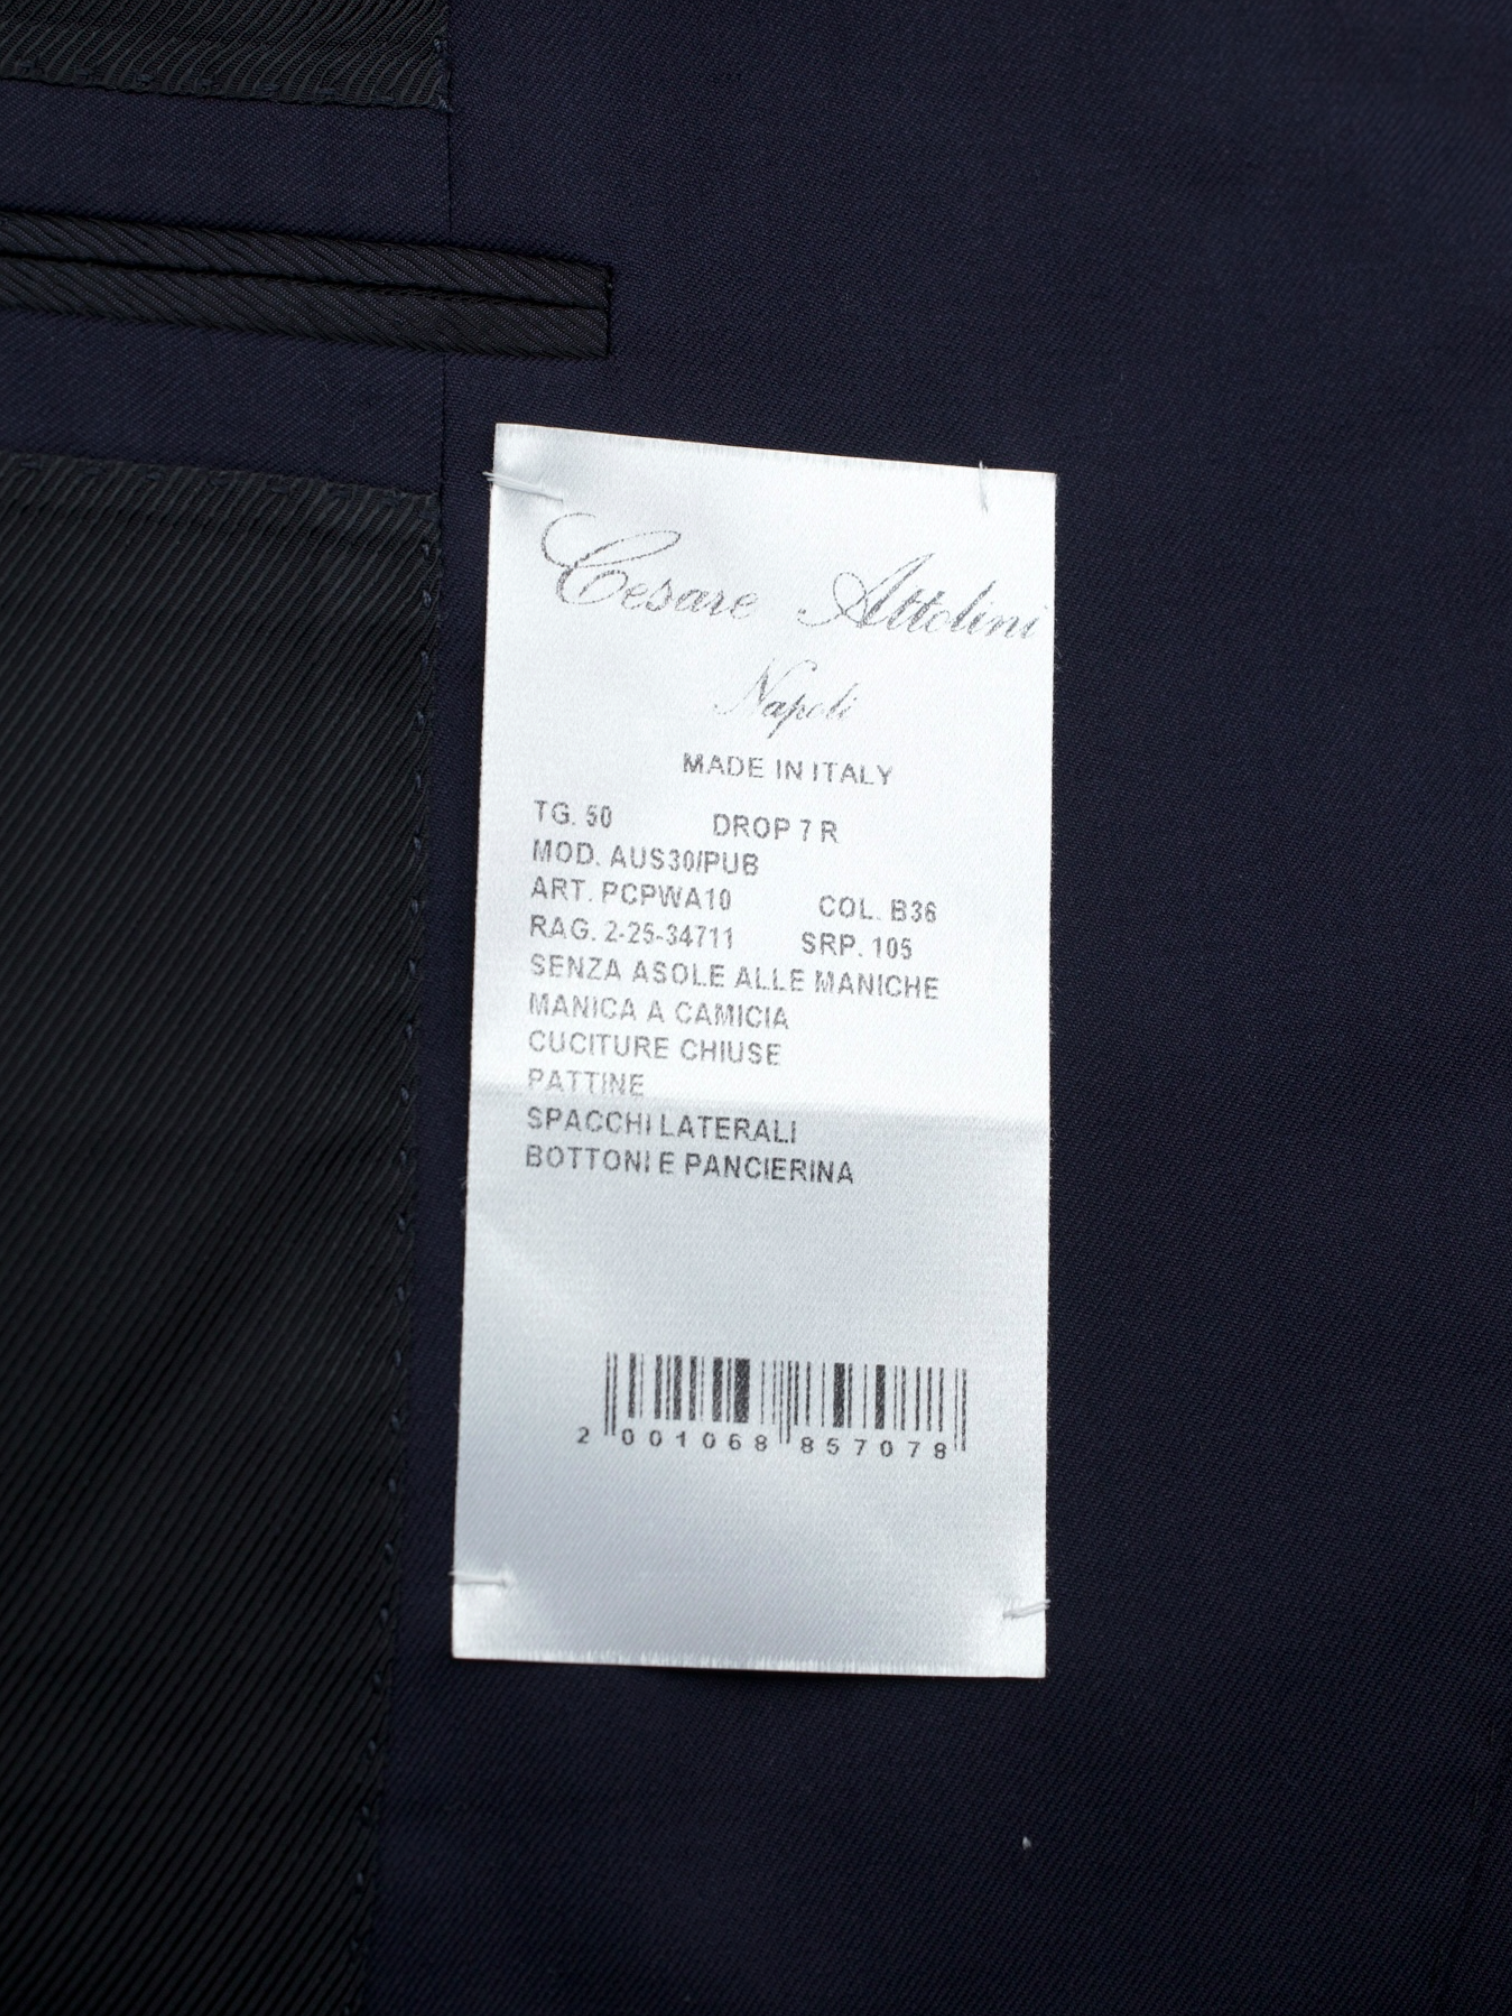 Cesare Attolini
Napoli
MADE IN ITALY
TG. 50 DROP 7 R
MOD. AUS30/PUB
ART. PCPWA10 COL. B36
RAG. 2-25-34711 SRP. 105
SENZA ASOLE ALLE MANICHE
MANICA A CAMICIA
CUCITURE CHIUSE
PATTINE
SPACCHI LATERALI
BOTTONI E PANCIERINA
2 001068 857078